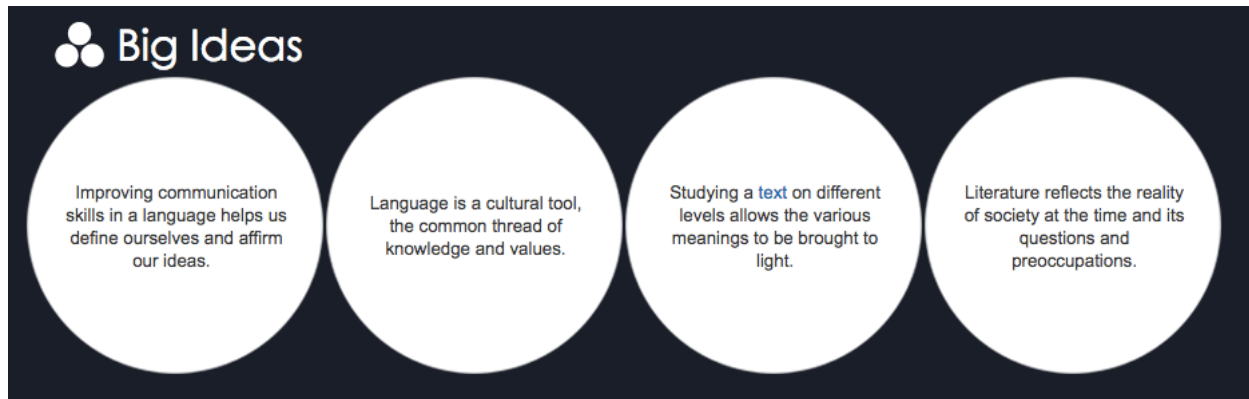 Big Ideas
Improving communication
skills in a language helps us
define ourselves and affirm
our ideas.
Language is a cultural tool,
the common thread of
knowledge and values.
Studying a text on different
levels allows the various
meanings to be brought to
light.
Literature reflects the reality
of society at the time and its
questions and
preoccupations.